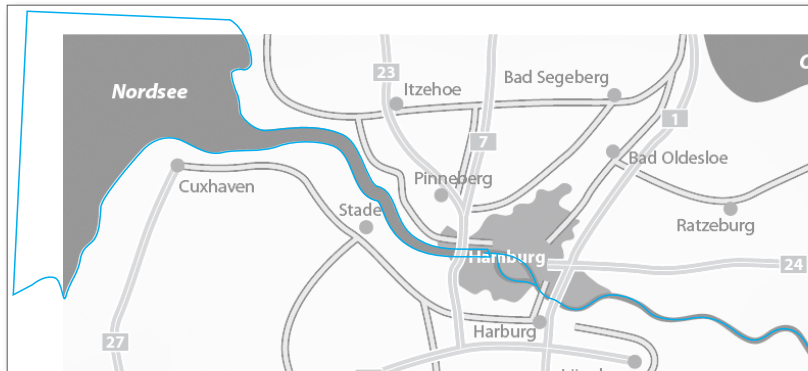 23
Nordsee
Itzehoe
Bad Segeberg
1
7
Bad Oldesloe
Cuxhaven
Pinneberg
Stade
Ratzeburg
Hamburg
24
Harburg
27